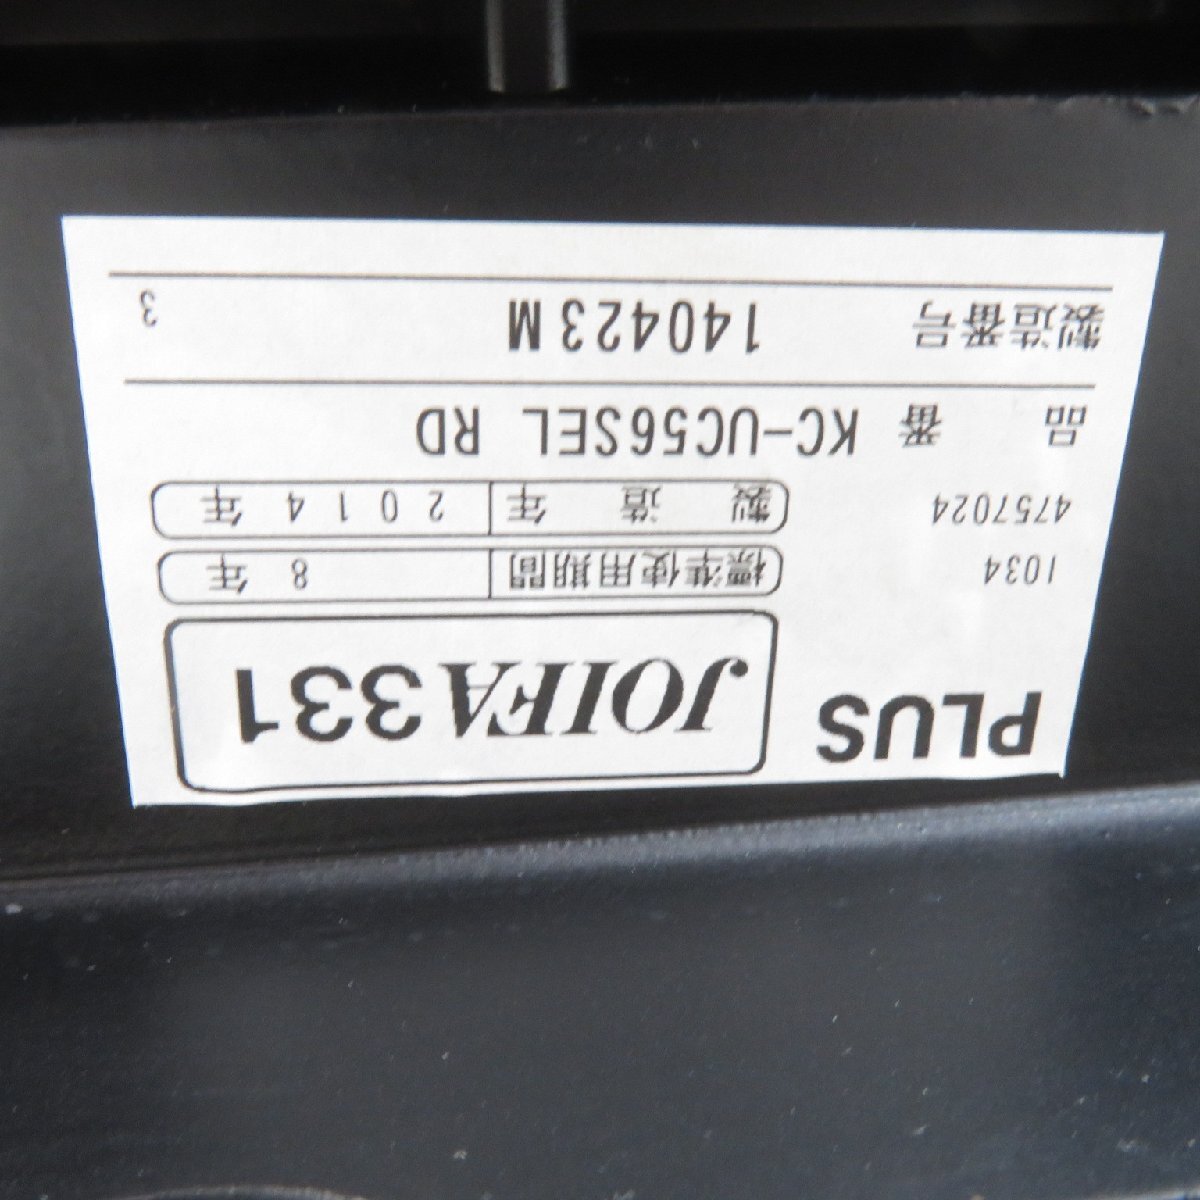 PLUS JOIFA331
1034 標準使用期間 8年
4757024 製造年 2014年
品番 KC-UC56SEL RD
製造番号 140423M 3